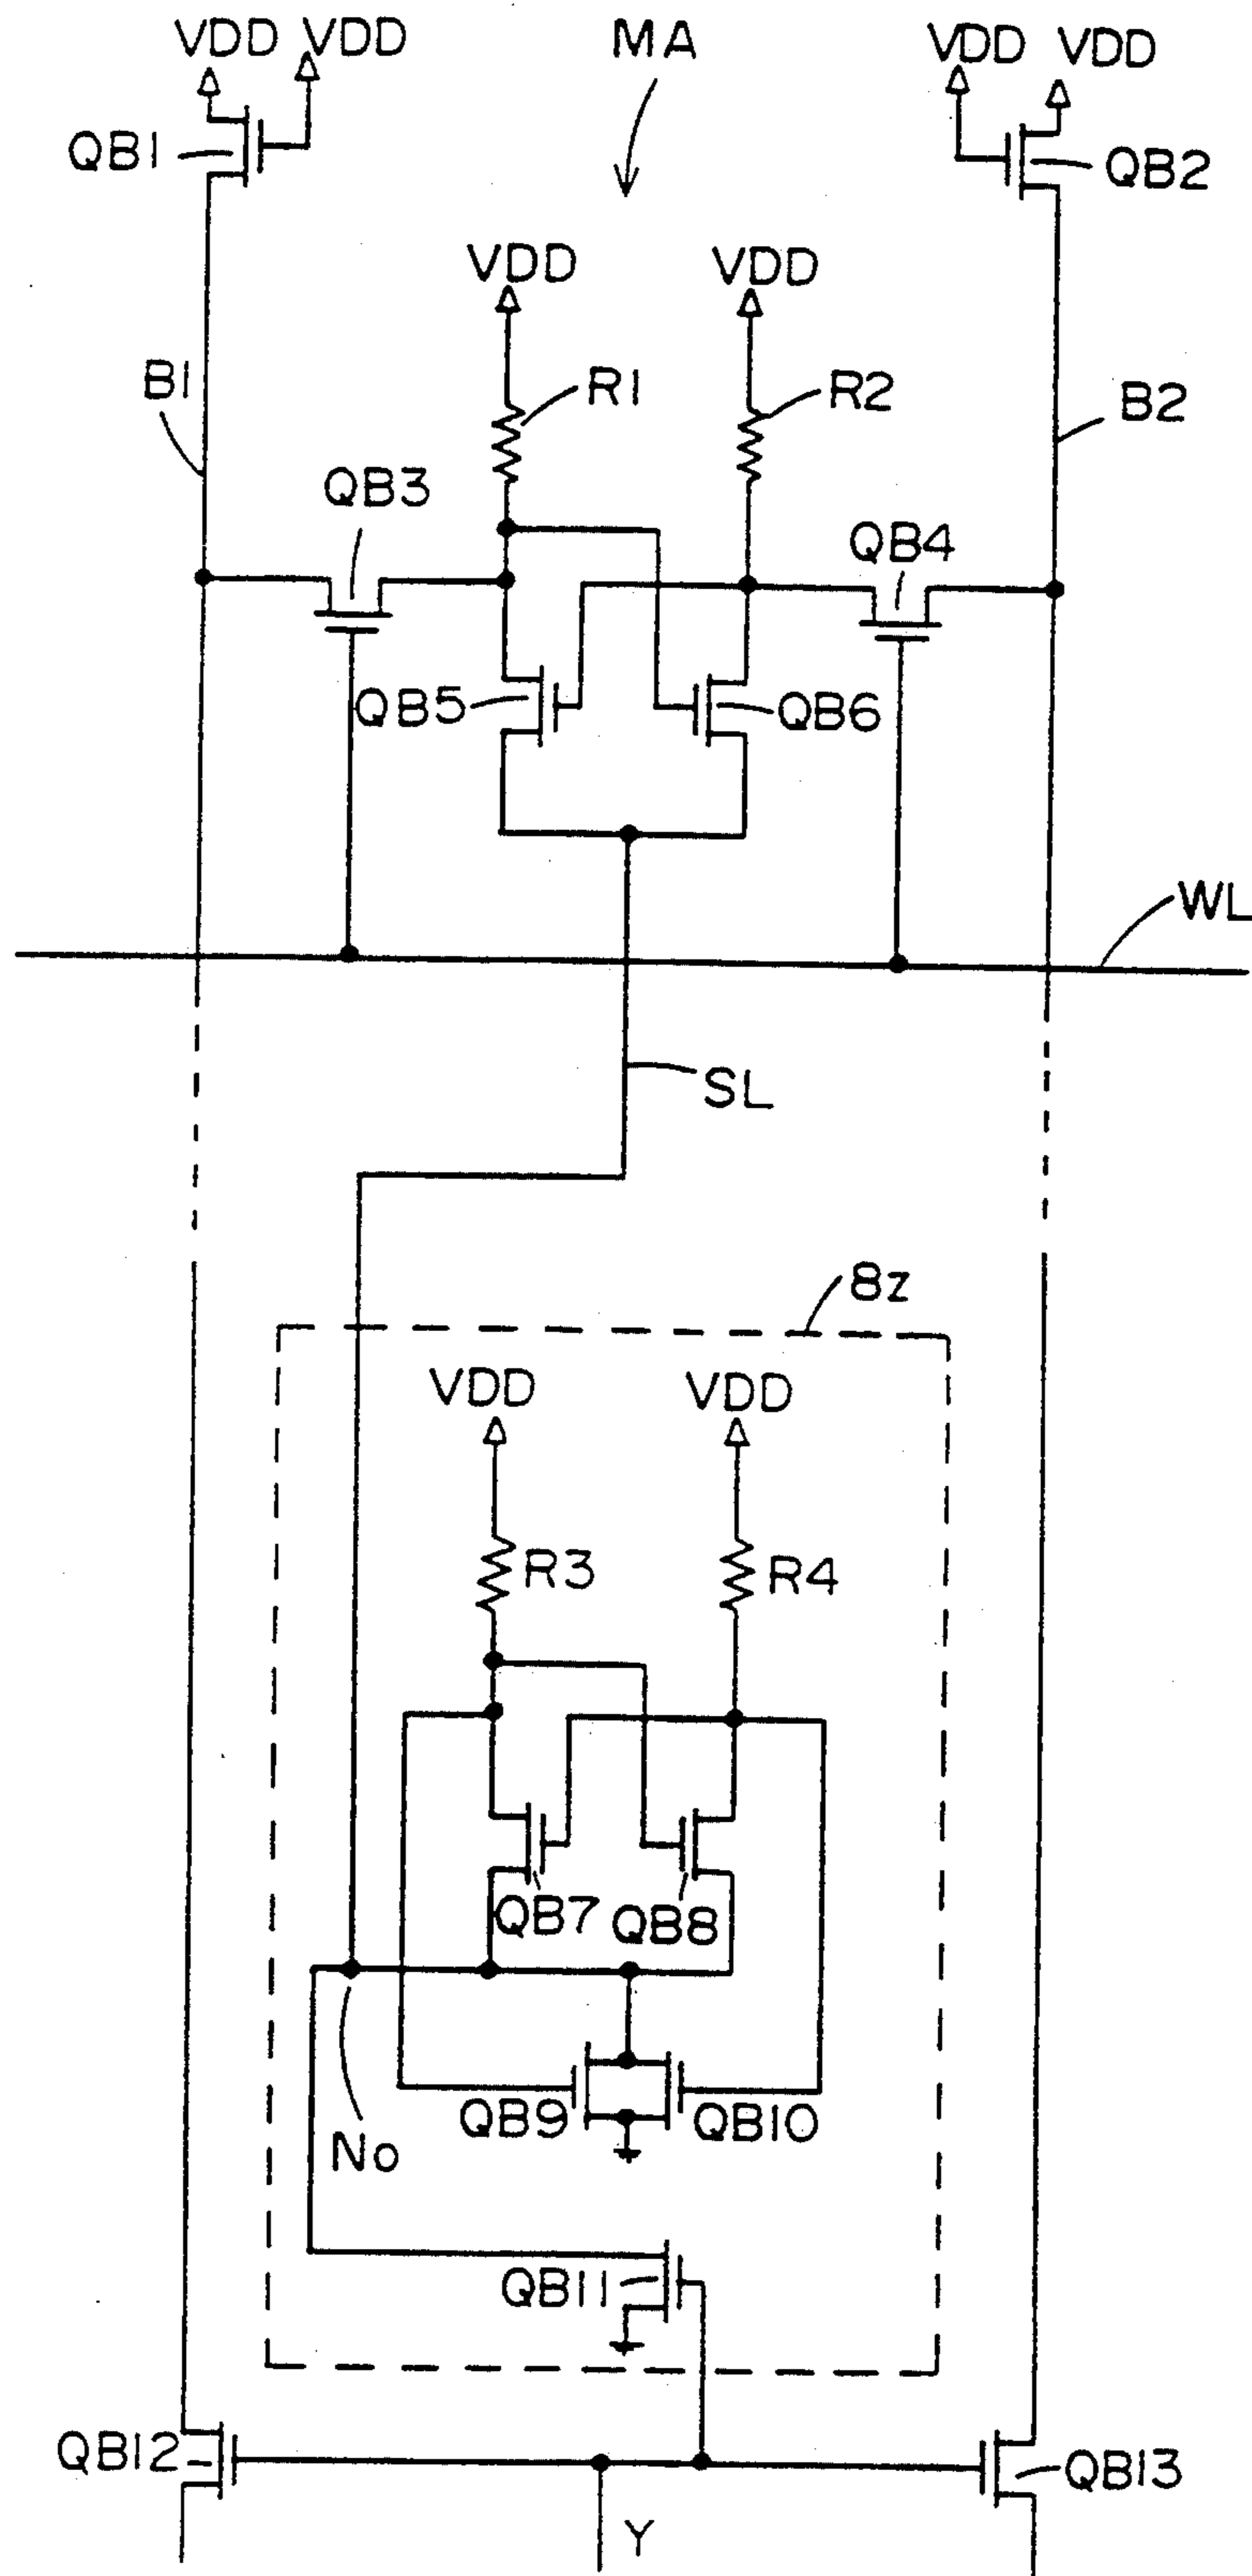 VDD VDD MA VDD VDD
QB1 QB2
VDD VDD
B1 R1 R2 B2
QB3 QB4
QB5 QB6
WL
SL
8z
VDD VDD
R3 R4
QB7 QB8
QB9 QB10
No
QB11
QB12 QB13
Y